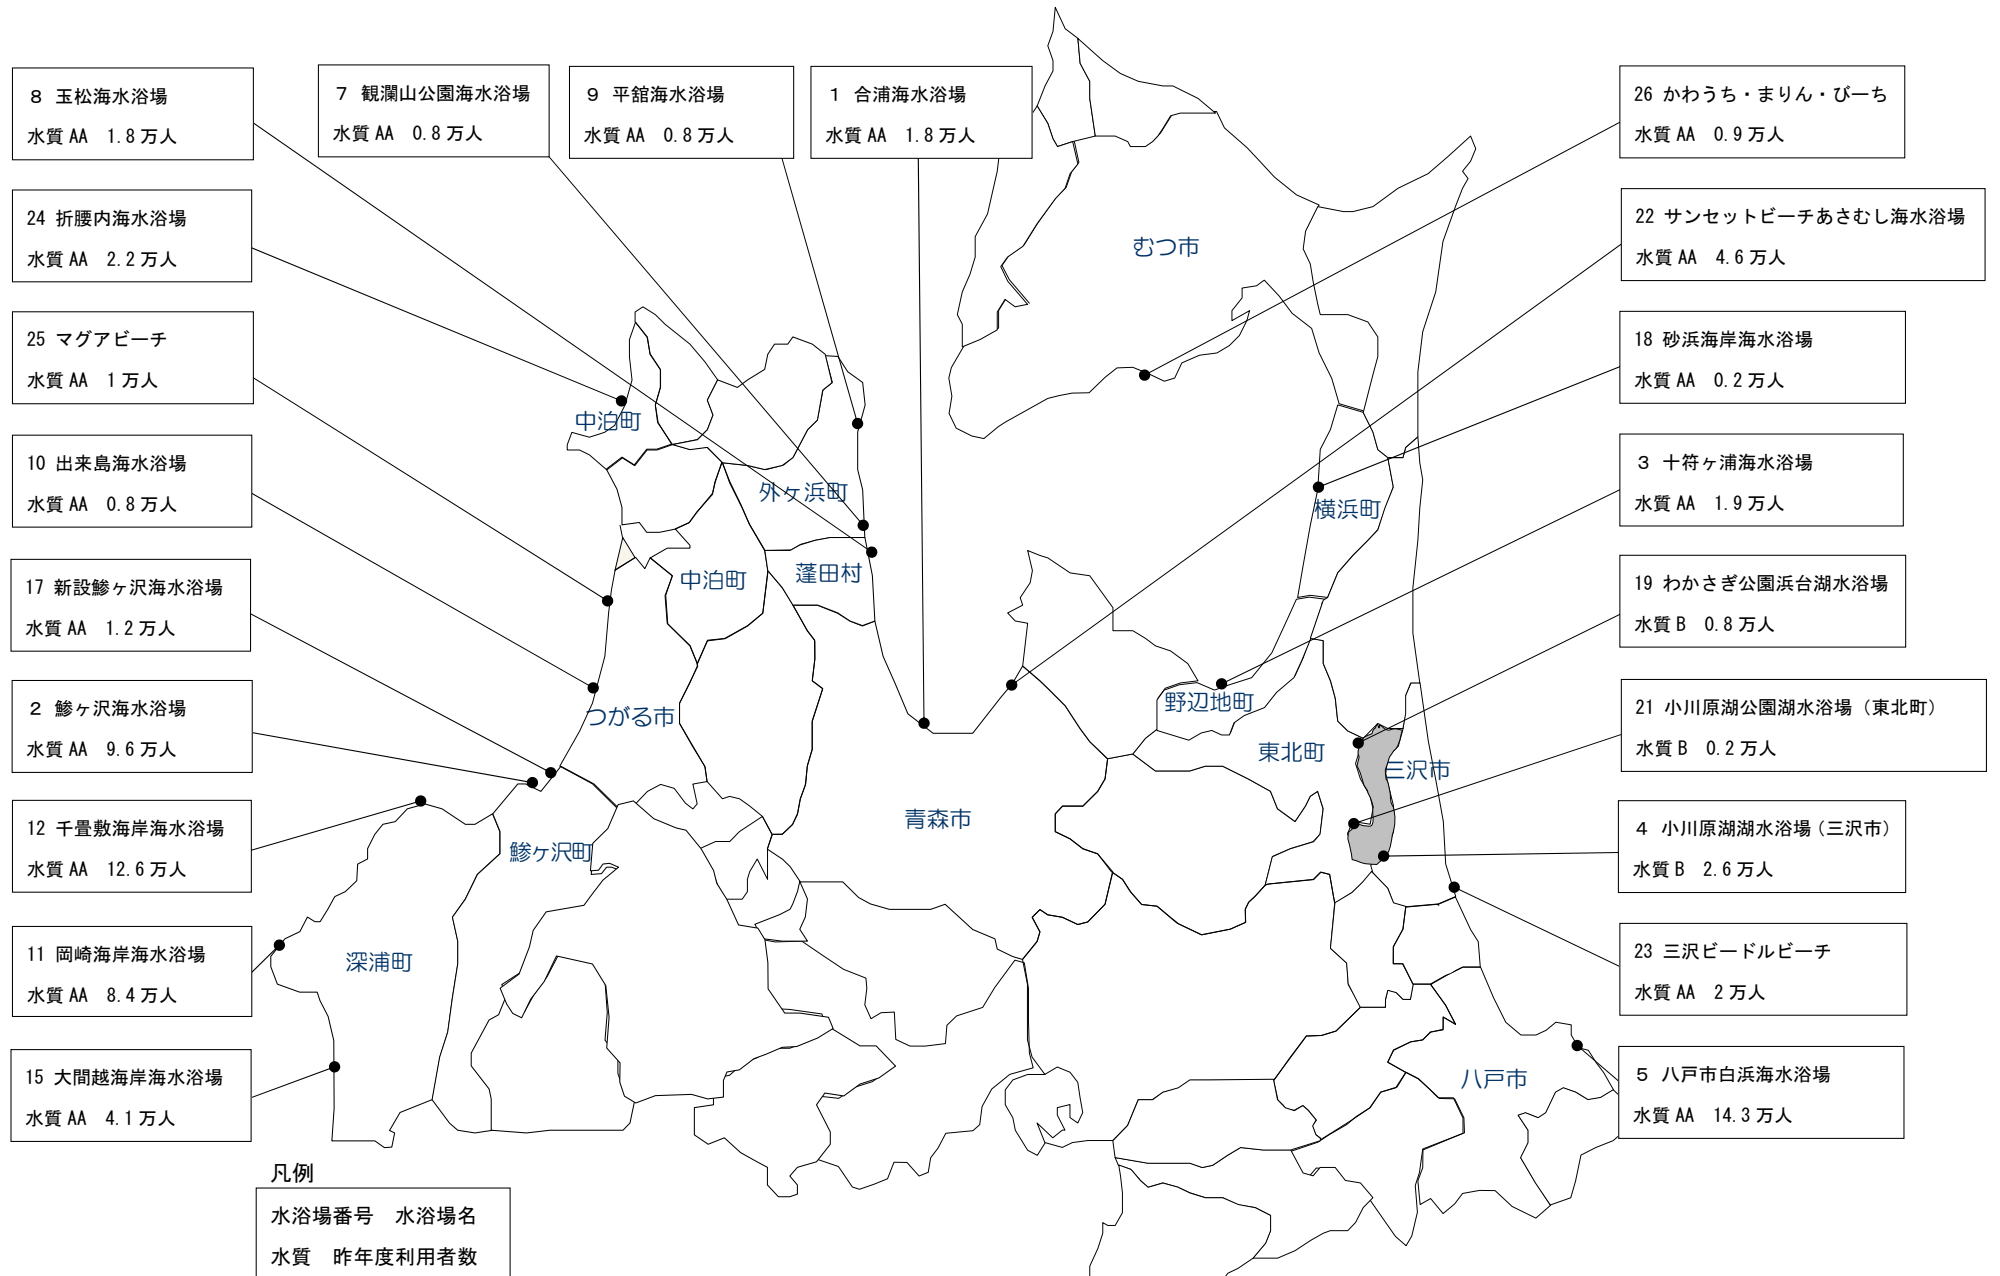 8 玉松海水浴場
水質 AA 1.8 万人
7 観瀾山公園海水浴場
水質 AA 0.8 万人
9 平舘海水浴場
水質 AA 0.8 万人
1 合浦海水浴場
水質 AA 1.8 万人
26 かわうち・まりん・びーち
水質 AA 0.9 万人
24 折腰内海水浴場
水質 AA 2.2 万人
22 サンセットビーチあさむし海水浴場
水質 AA 4.6 万人
25 マグアビーチ
水質 AA 1 万人
18 砂浜海岸海水浴場
水質 AA 0.2 万人
10 出来島海水浴場
水質 AA 0.8 万人
3 十符ヶ浦海水浴場
水質 AA 1.9 万人
17 新設鯵ヶ沢海水浴場
水質 AA 1.2 万人
19 わかさぎ公園浜台湖水浴場
水質 B 0.8 万人
2 鯵ヶ沢海水浴場
水質 AA 9.6 万人
21 小川原湖公園湖水浴場（東北町）
水質 B 0.2 万人
12 千畳敷海岸海水浴場
水質 AA 12.6 万人
4 小川原湖湖水浴場（三沢市）
水質 B 2.6 万人
11 岡崎海岸海水浴場
水質 AA 8.4 万人
23 三沢ビードルビーチ
水質 AA 2 万人
15 大間越海岸海水浴場
水質 AA 4.1 万人
5 八戸市白浜海水浴場
水質 AA 14.3 万人
むつ市
中泊町
外ヶ浜町
横浜町
中泊町
蓬田村
つがる市
野辺地町
東北町
三沢市
青森市
鯵ヶ沢町
深浦町
八戸市
凡例
水浴場番号 水浴場名
水質 昨年度利用者数